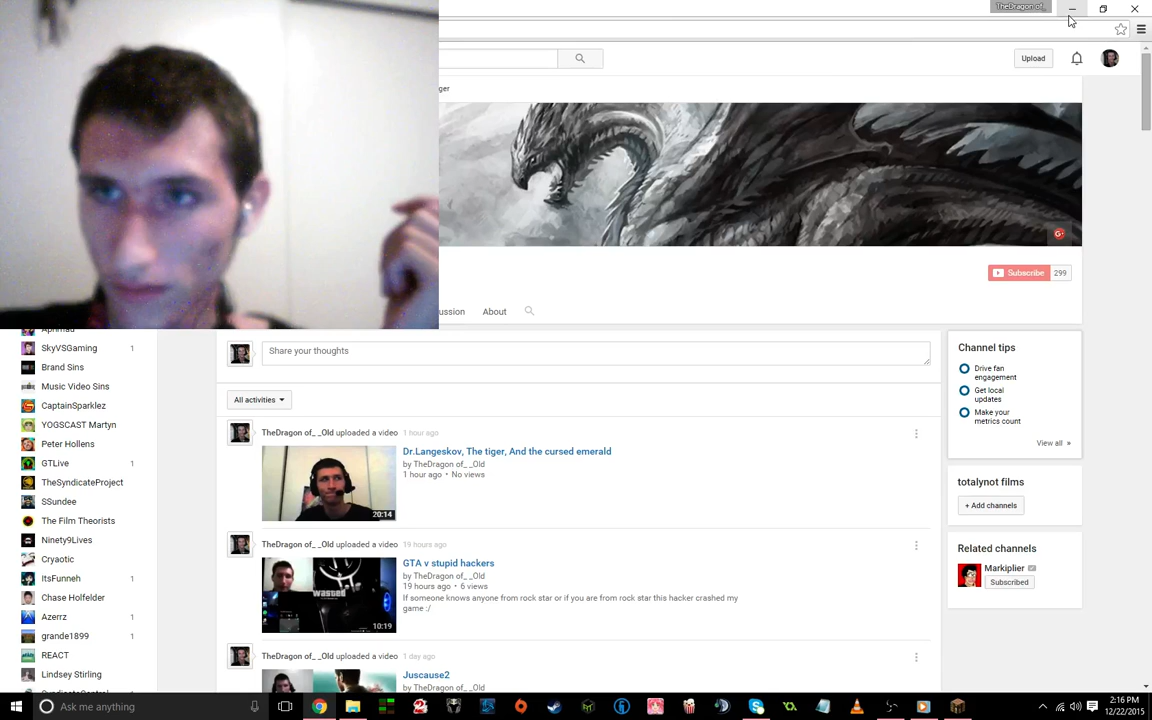 TheDragon of_
Upload
ger
Subscribe 299
ussion About
SkyVSGaming 1
Brand Sins
Music Video Sins
CaptainSparklez
YOGSCAST Martyn
Peter Hollens
GTLive 1
TheSyndicateProject
SSundee
The Film Theorists
Ninety9Lives
Cryaotic
ItsFunneh 1
Chase Holfelder
Azerrz 1
grande1899 1
REACT
Lindsey Stirling
Share your thoughts
All activities
TheDragon of_ _Old uploaded a video 1 hour ago
Dr.Langeskov, The tiger, And the cursed emerald
by TheDragon of_ _Old
1 hour ago • No views
20:14
TheDragon of_ _Old uploaded a video 19 hours ago
GTA v stupid hackers
by TheDragon of_ _Old
19 hours ago • 6 views
If someone knows anyone from rock star or if you are from rock star this hacker crashed my
game :/
wasted
10:19
TheDragon of_ _Old uploaded a video 1 day ago
Juscause2
by TheDragon of_ _Old
Channel tips
Drive fan
engagement
Get local
updates
Make your
metrics count
View all »
totalynot films
+ Add channels
Related channels
Markiplier
Subscribed
Ask me anything
2:16 PM
12/22/2015